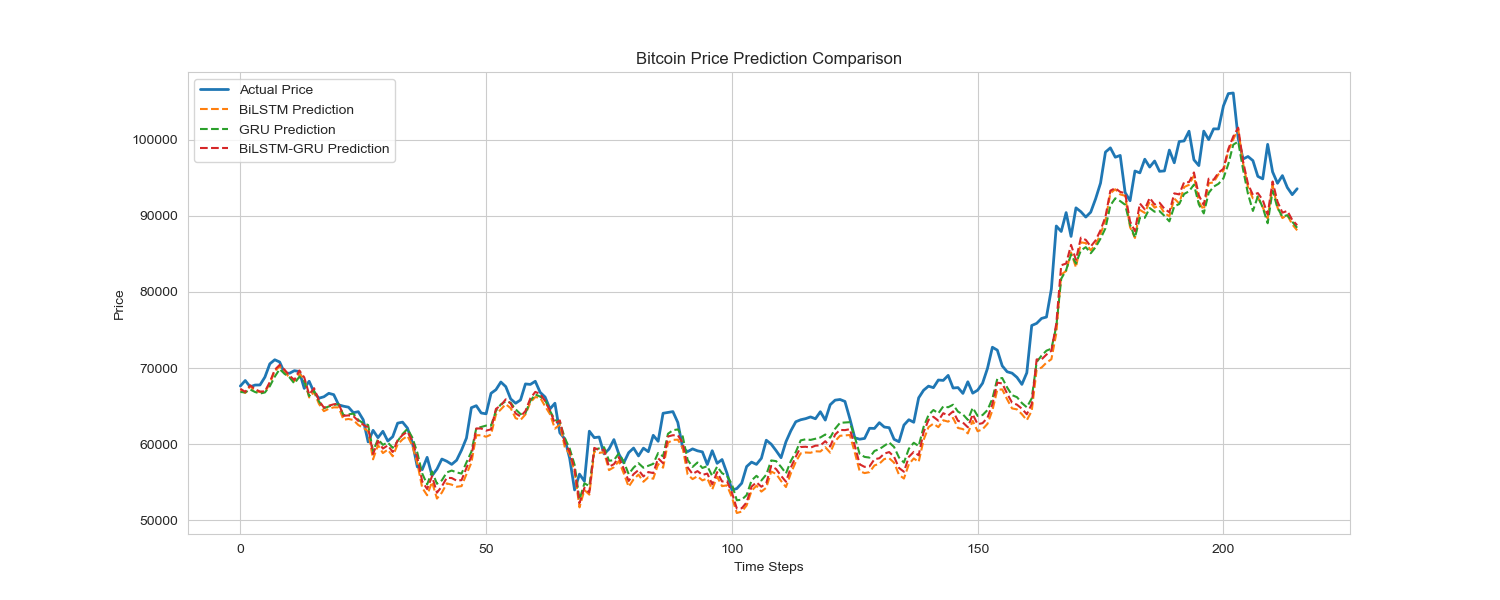 Bitcoin Price Prediction Comparison
Actual Price
BiLSTM Prediction
GRU Prediction
BiLSTM-GRU Prediction
100000
90000
80000
70000
60000
50000
Price
0 50 100 150 200
Time Steps